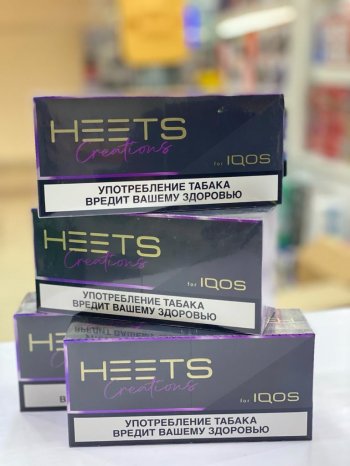 HEETS
Creations
for IQOS
УПОТРЕБЛЕНИЕ ТАБАКА
ВРЕДИТ ВАШЕМУ ЗДОРОВЬЮ
HEETS
Creations
for IQOS
УПОТРЕБЛЕНИЕ ТАБАКА
ВРЕДИТ ВАШЕМУ ЗДОРОВЬЮ
HEETS
Creations
for IQOS
УПОТРЕБЛЕНИЕ ТАБАКА
ВРЕДИТ ВАШЕМУ ЗДОРОВЬЮ